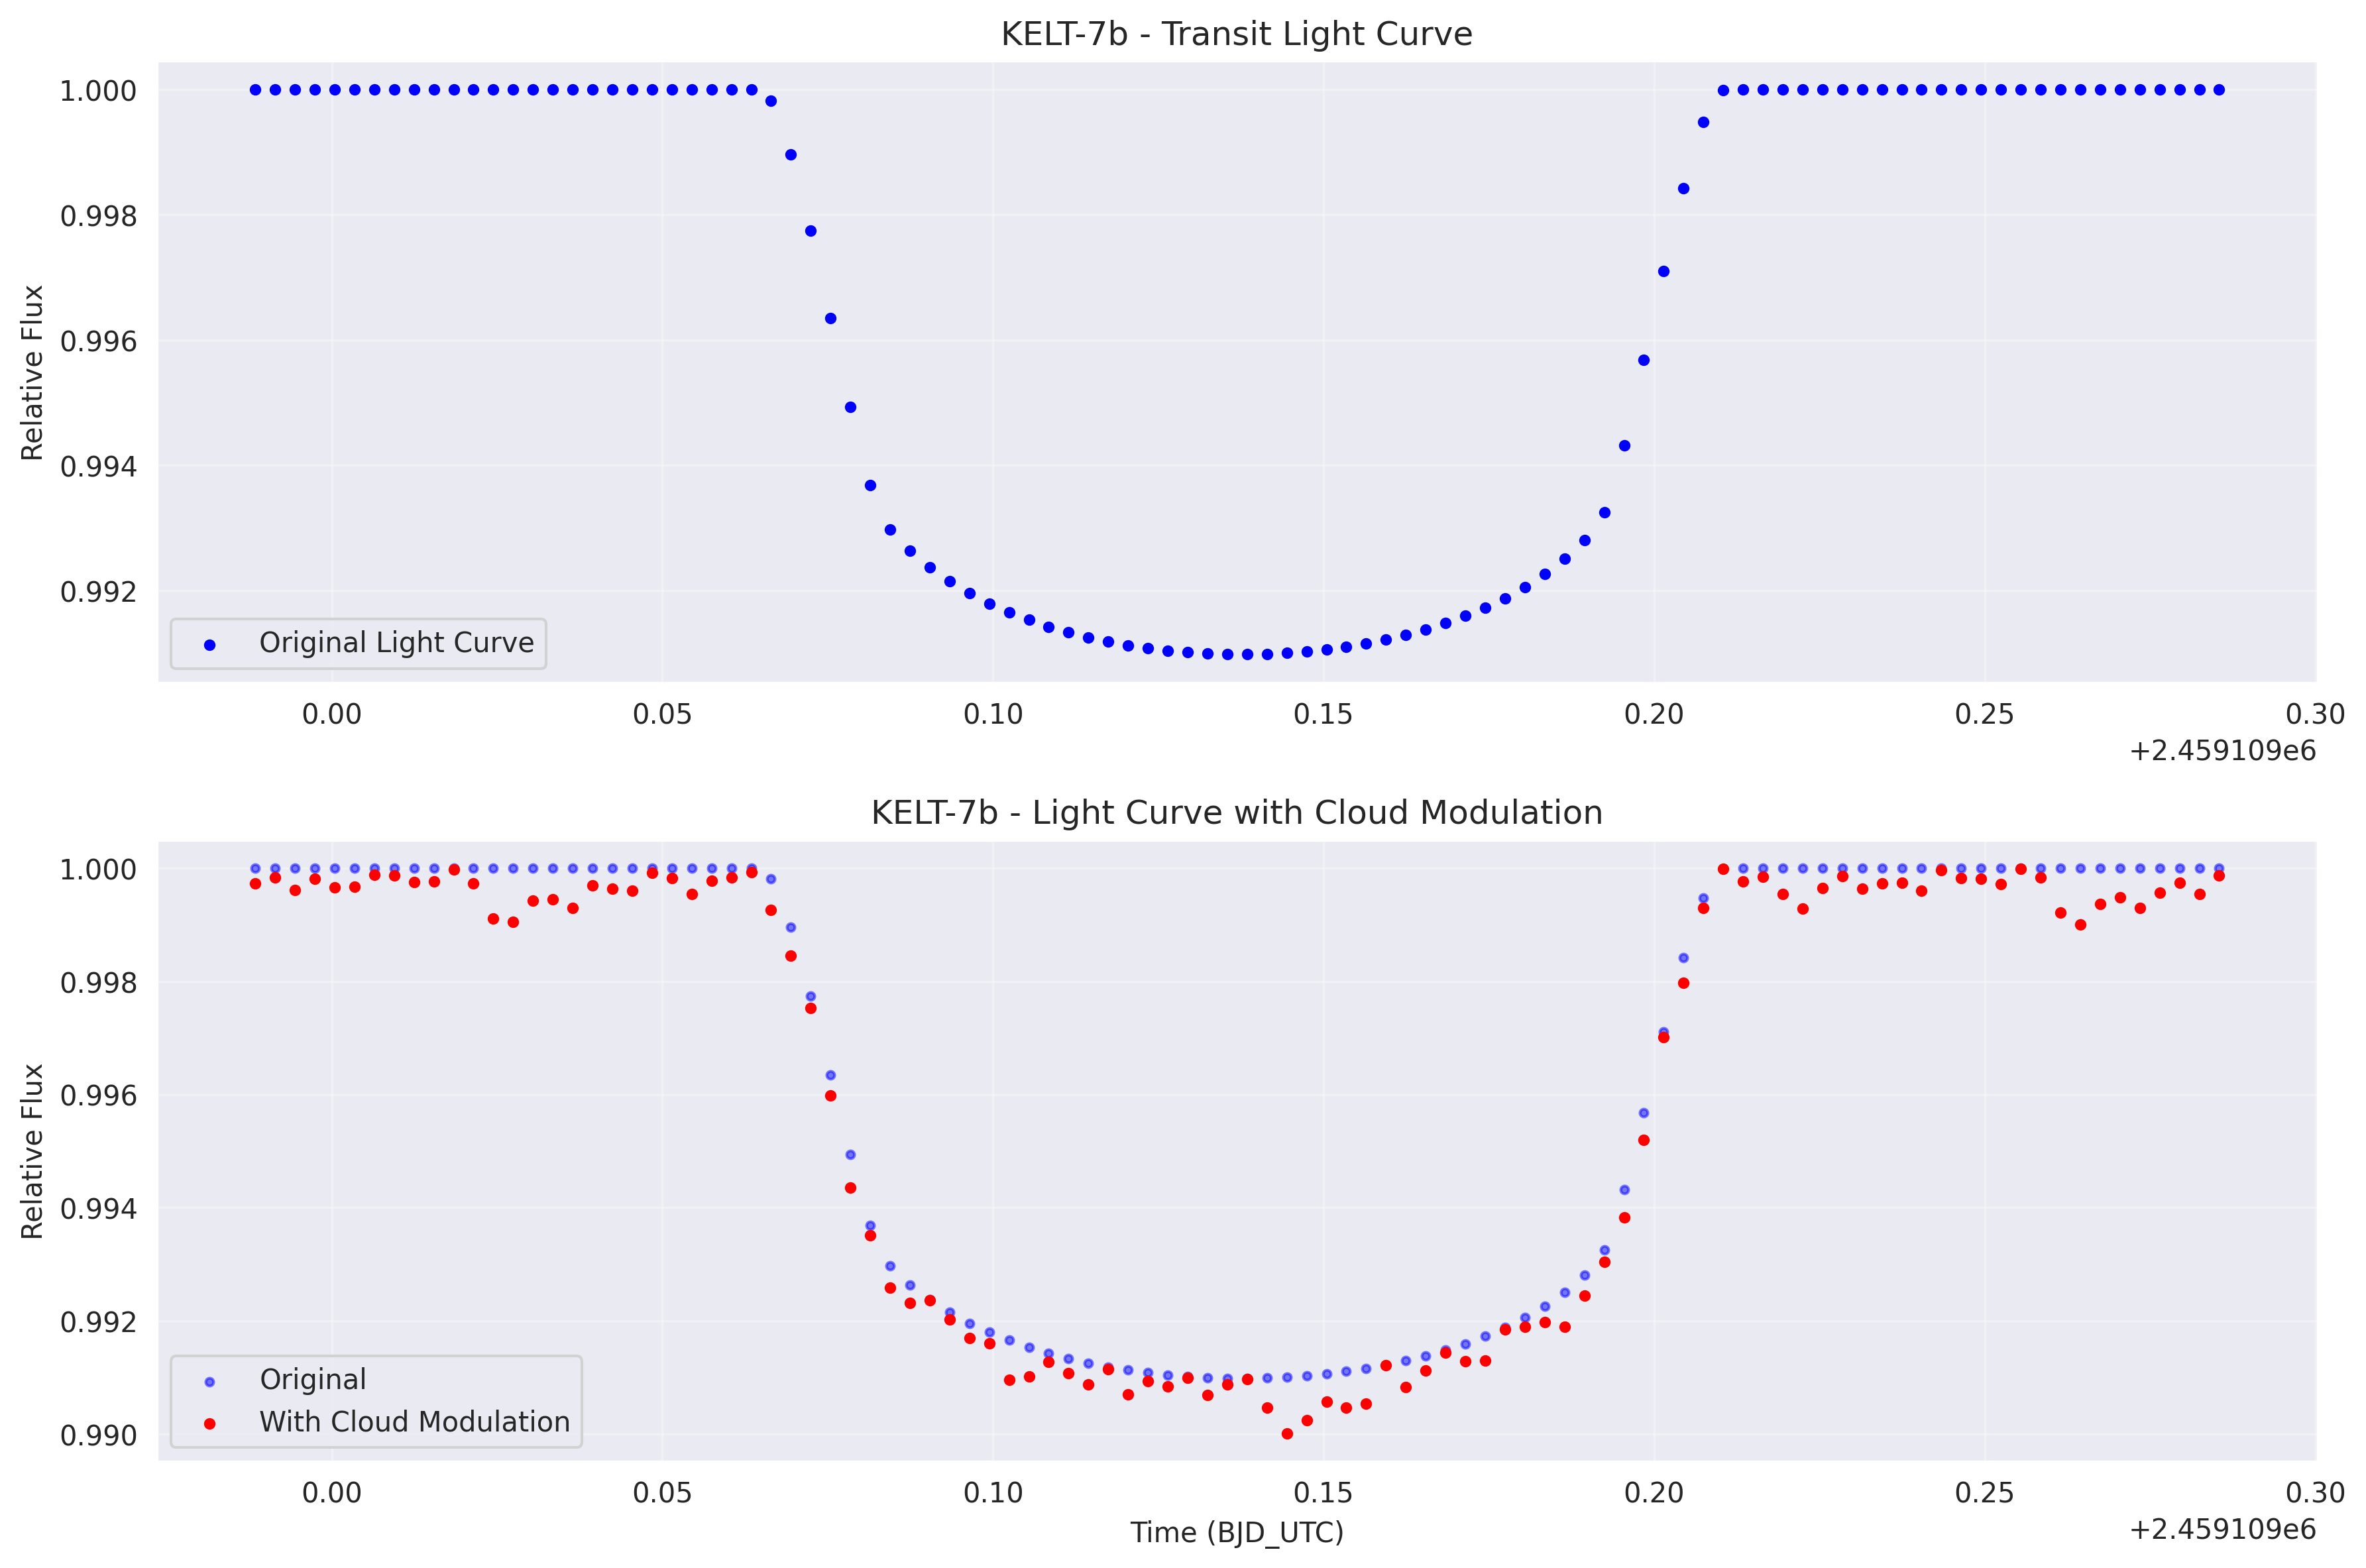 KELT-7b - Transit Light Curve
Relative Flux
1.000
0.998
0.996
0.994
0.992
Original Light Curve
0.00 0.05 0.10 0.15 0.20 0.25 0.30
+2.459109e6
KELT-7b - Light Curve with Cloud Modulation
Relative Flux
1.000
0.998
0.996
0.994
0.992
0.990
Original
With Cloud Modulation
0.00 0.05 0.10 0.15 0.20 0.25 0.30
Time (BJD_UTC)
+2.459109e6